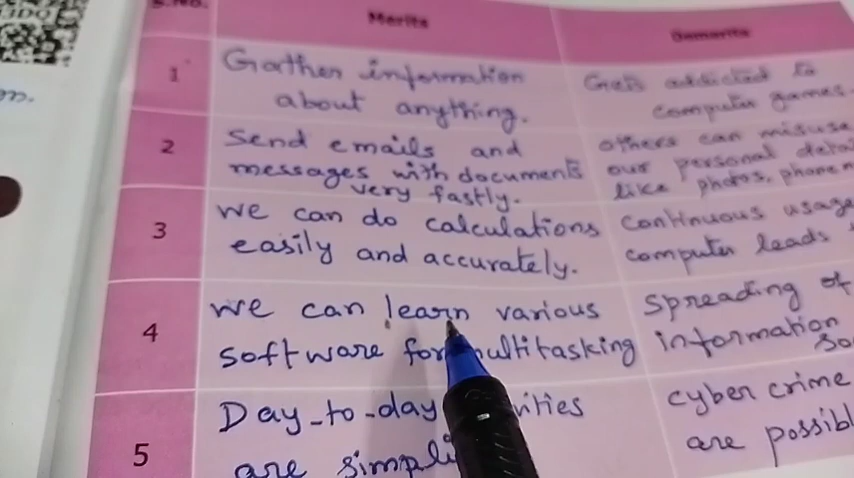 S.No. Merits Demerits
1 Gather information
about anything.
Gets addicted to
computer games.
2 Send emails and
messages with documents
very fastly.
others can misuse
our personal
like photos, phone
3 we can do calculations
easily and accurately.
continuous usage
computer leads
4 we can learn various
software for multitasking
spreading of
information
5 Day-to-day
are
cyber crime
are